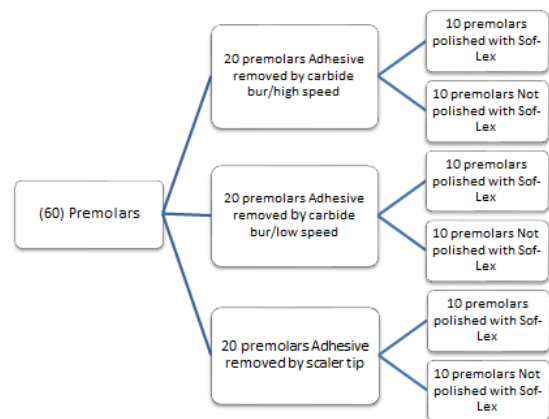 (60) Premolars
20 premolars Adhesive
removed by carbide
bur/high speed
10 premolars
polished with Sof-
Lex
10 premolars Not
polished with Sof-
Lex
20 premolars Adhesive
removed by carbide
bur/low speed
10 premolars
polished with Sof-
Lex
10 premolars Not
polished with Sof-
Lex
20 premolars Adhesive
removed by scaler tip
10 premolars
polished with Sof-
Lex
10 premolars Not
polished with Sof-
Lex